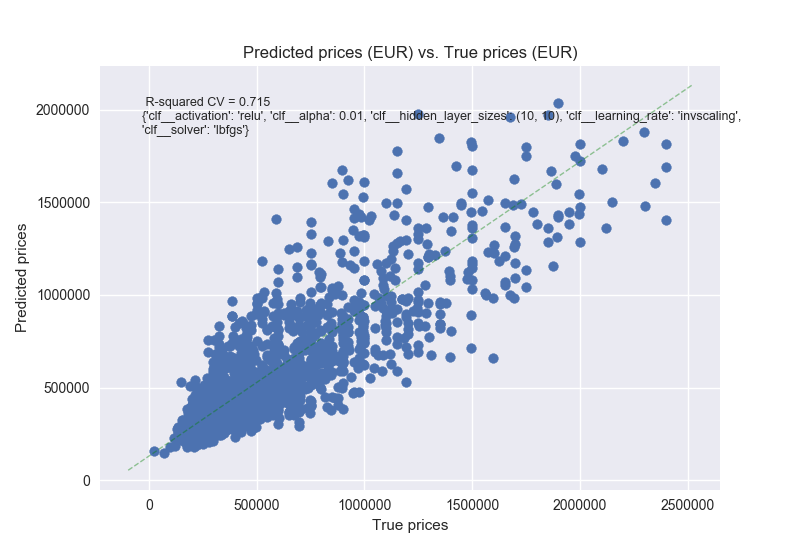 Predicted prices (EUR) vs. True prices (EUR)
R-squared CV = 0.715
{'clf__activation': 'relu', 'clf__alpha': 0.01, 'clf__hidden_layer_sizes': (10, 10), 'clf__learning_rate': 'invscaling',
'clf__solver': 'lbfgs'}
Predicted prices
2000000
1500000
1000000
500000
0
0 500000 1000000 1500000 2000000 2500000
True prices